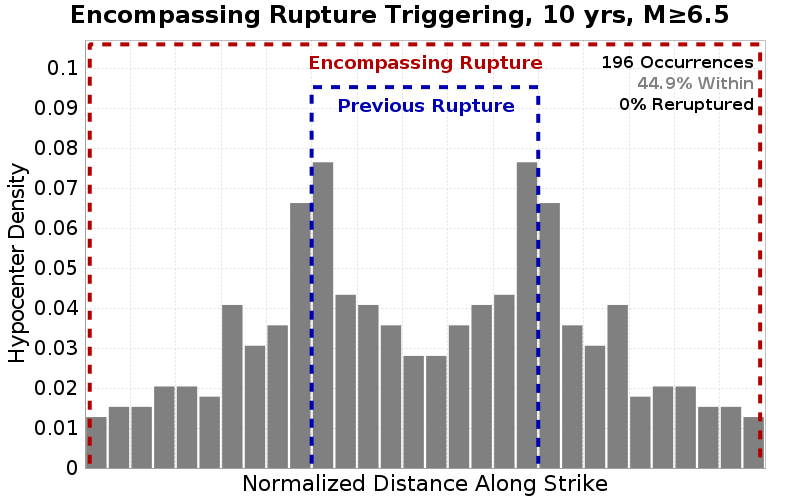 Encompassing Rupture Triggering, 10 yrs, M≥6.5
Encompassing Rupture
196 Occurrences
44.9% Within
0% Reruptured
Previous Rupture
Hypocenter Density
0.1
0.09
0.08
0.07
0.06
0.05
0.04
0.03
0.02
0.01
0
Normalized Distance Along Strike